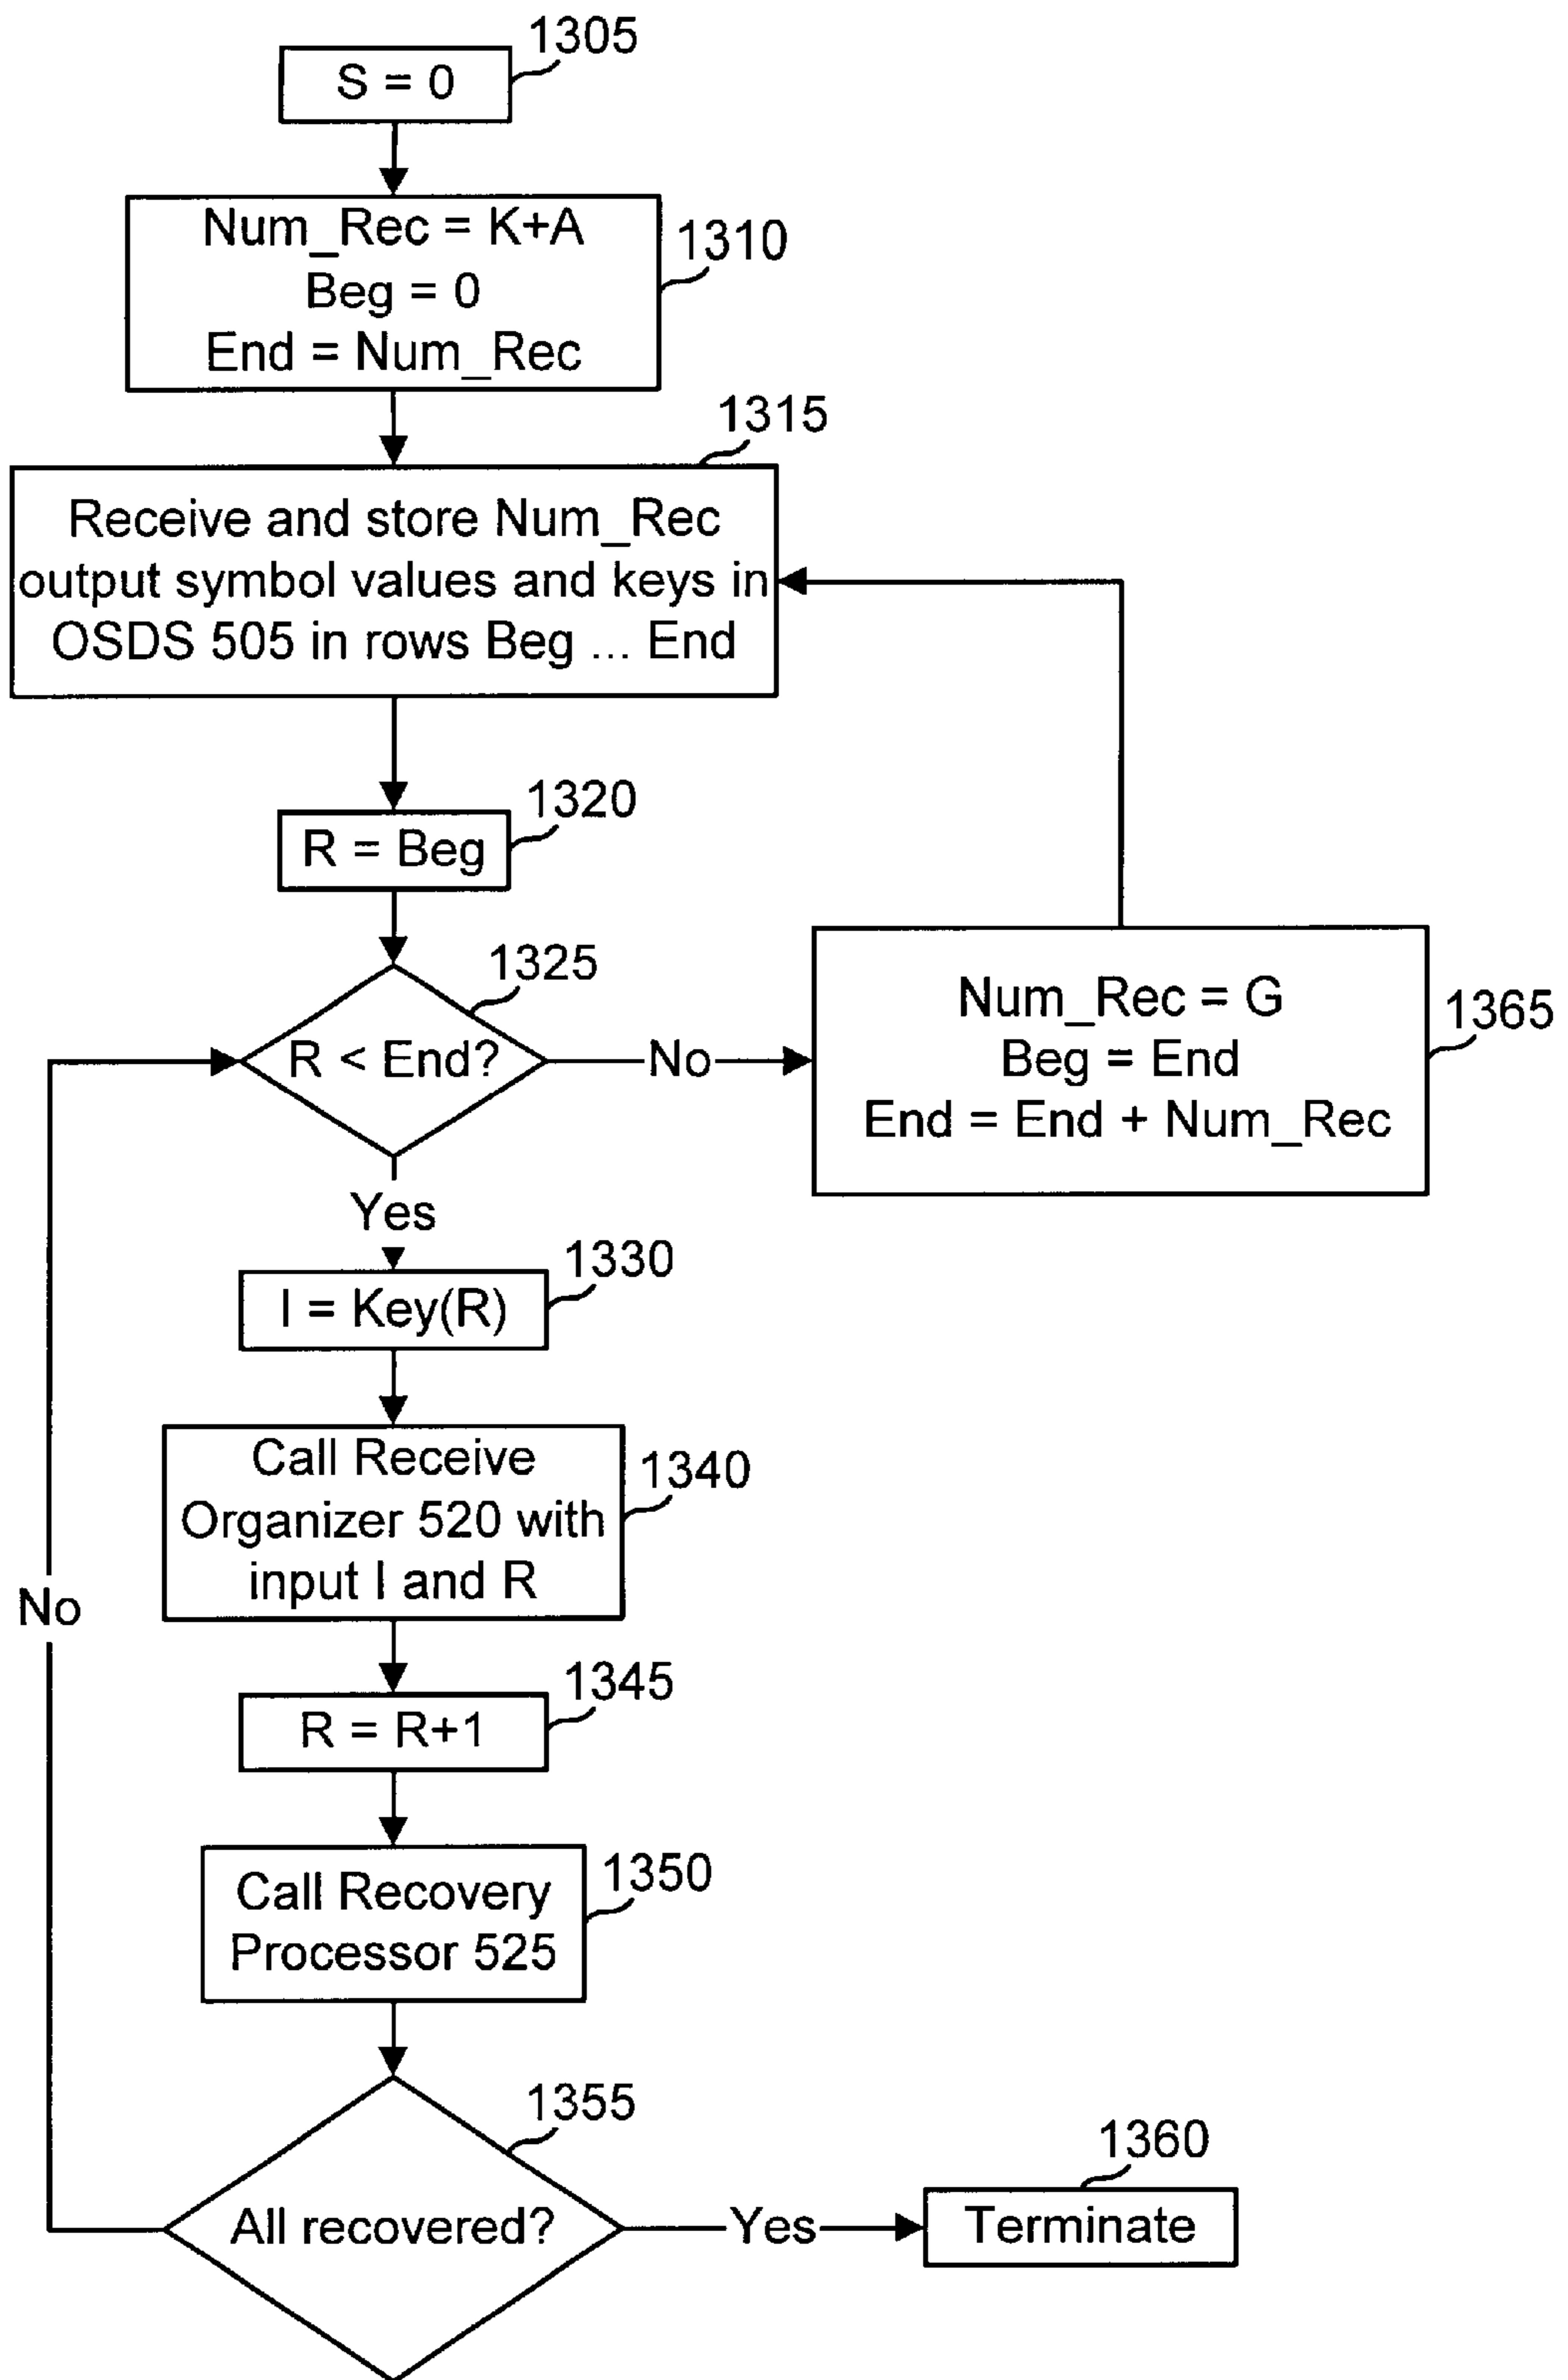 1305
S = 0
Num_Rec = K+A
Beg = 0
End = Num_Rec
1310
1315
Receive and store Num_Rec
output symbol values and keys in
OSDS 505 in rows Beg ... End
1320
R = Beg
1325
R < End?
No
Num_Rec = G
Beg = End
End = End + Num_Rec
1365
Yes
1330
I = Key(R)
Call Receive
Organizer 520 with
input I and R
1340
No
1345
R = R+1
Call Recovery
Processor 525
1350
1355
All recovered?
Yes
1360
Terminate